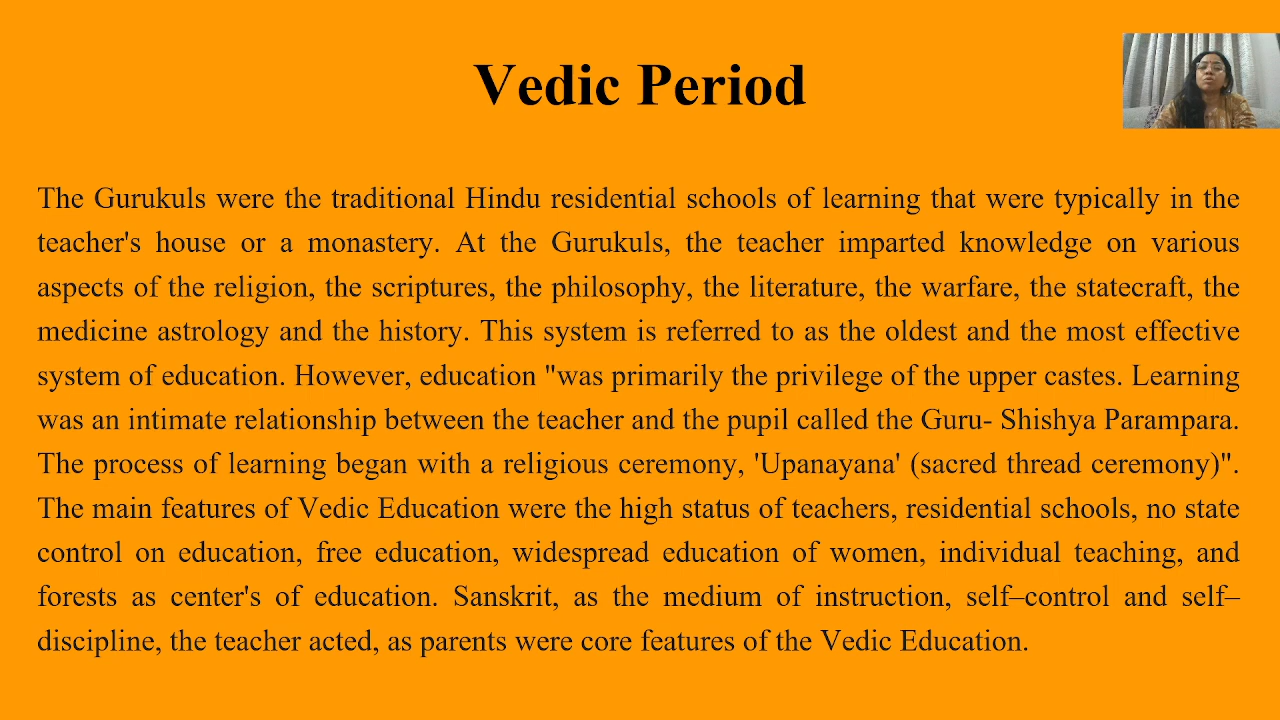 Vedic Period
The Gurukuls were the traditional Hindu residential schools of learning that were typically in the
teacher's house or a monastery. At the Gurukuls, the teacher imparted knowledge on various
aspects of the religion, the scriptures, the philosophy, the literature, the warfare, the statecraft, the
medicine astrology and the history. This system is referred to as the oldest and the most effective
system of education. However, education "was primarily the privilege of the upper castes. Learning
was an intimate relationship between the teacher and the pupil called the Guru- Shishya Parampara.
The process of learning began with a religious ceremony, 'Upanayana' (sacred thread ceremony)".
The main features of Vedic Education were the high status of teachers, residential schools, no state
control on education, free education, widespread education of women, individual teaching, and
forests as center's of education. Sanskrit, as the medium of instruction, self–control and self–
discipline, the teacher acted, as parents were core features of the Vedic Education.